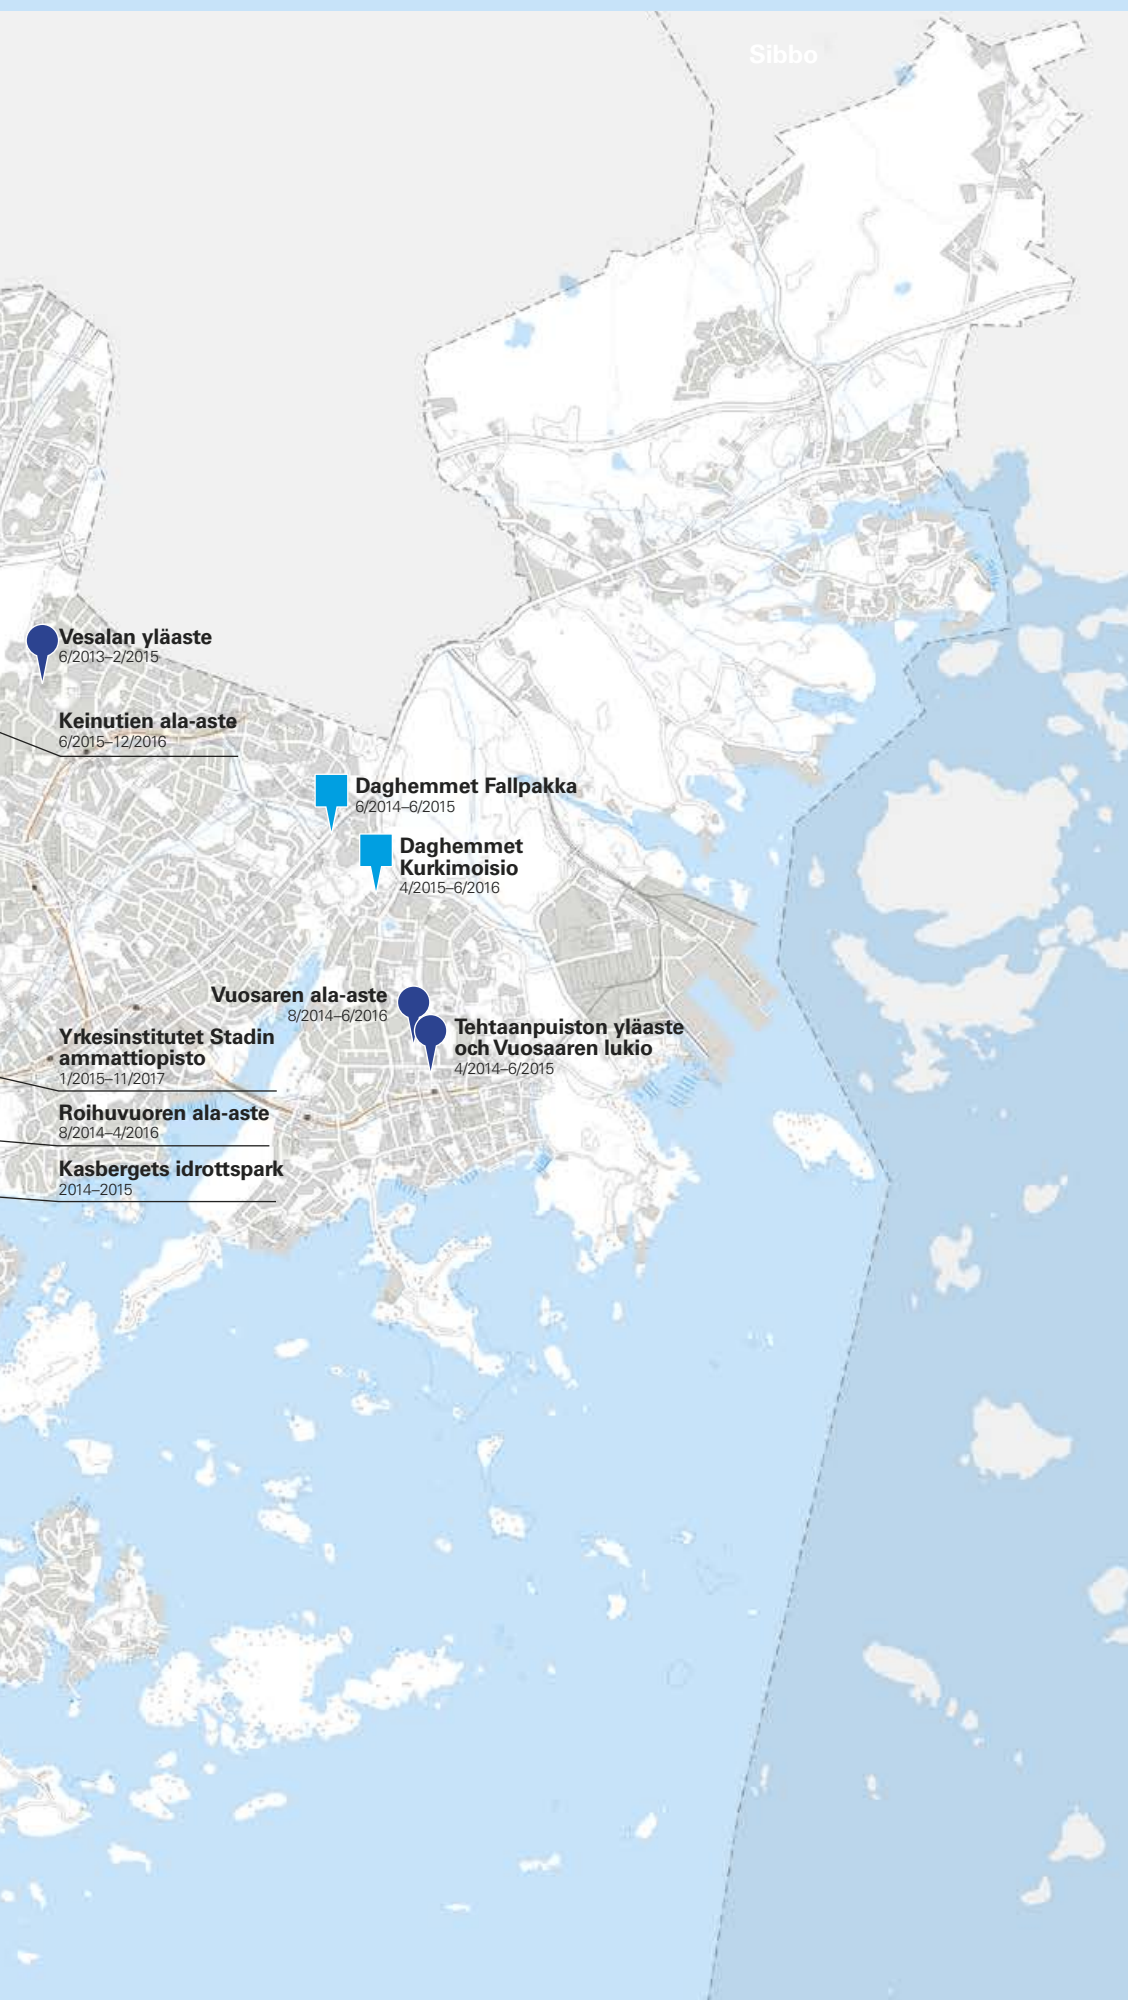 Sibbo
Vesalan yläaste
6/2013–2/2015
Keinutien ala-aste
6/2015–12/2016
Daghemmet Fallpakka
6/2014–6/2015
Daghemmet
Kurkimoisio
4/2015–6/2016
Vuosaren ala-aste
8/2014–6/2016
Tehtaanpuiston yläaste
och Vuosaaren lukio
4/2014–6/2015
Yrkesinstitutet Stadin
ammattiopisto
1/2015–11/2017
Roihuvuoren ala-aste
8/2014–4/2016
Kasbergets idrottspark
2014–2015